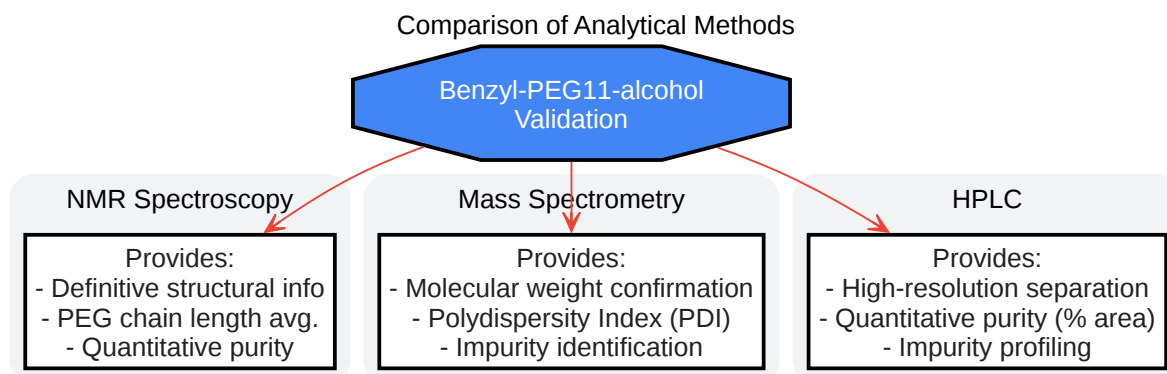 Comparison of Analytical Methods
Benzyl-PEG11-alcohol
Validation
NMR Spectroscopy
Provides:
- Definitive structural info
- PEG chain length avg.
- Quantitative purity
Mass Spectrometry
Provides:
- Molecular weight confirmation
- Polydispersity Index (PDI)
- Impurity identification
HPLC
Provides:
- High-resolution separation
- Quantitative purity (% area)
- Impurity profiling